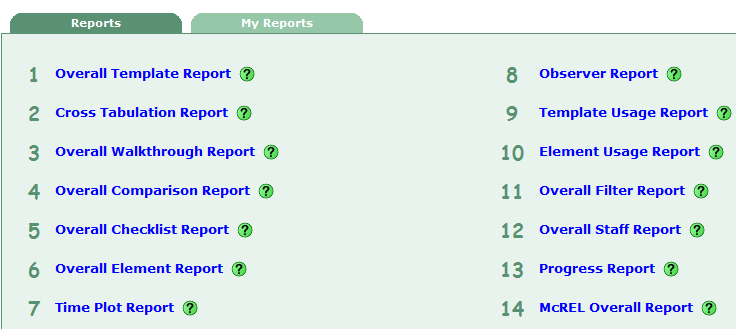 Reports
My Reports
1 Overall Template Report ?
2 Cross Tabulation Report ?
3 Overall Walkthrough Report ?
4 Overall Comparison Report ?
5 Overall Checklist Report ?
6 Overall Element Report ?
7 Time Plot Report ?
8 Observer Report ?
9 Template Usage Report ?
10 Element Usage Report ?
11 Overall Filter Report ?
12 Overall Staff Report ?
13 Progress Report ?
14 McREL Overall Report ?